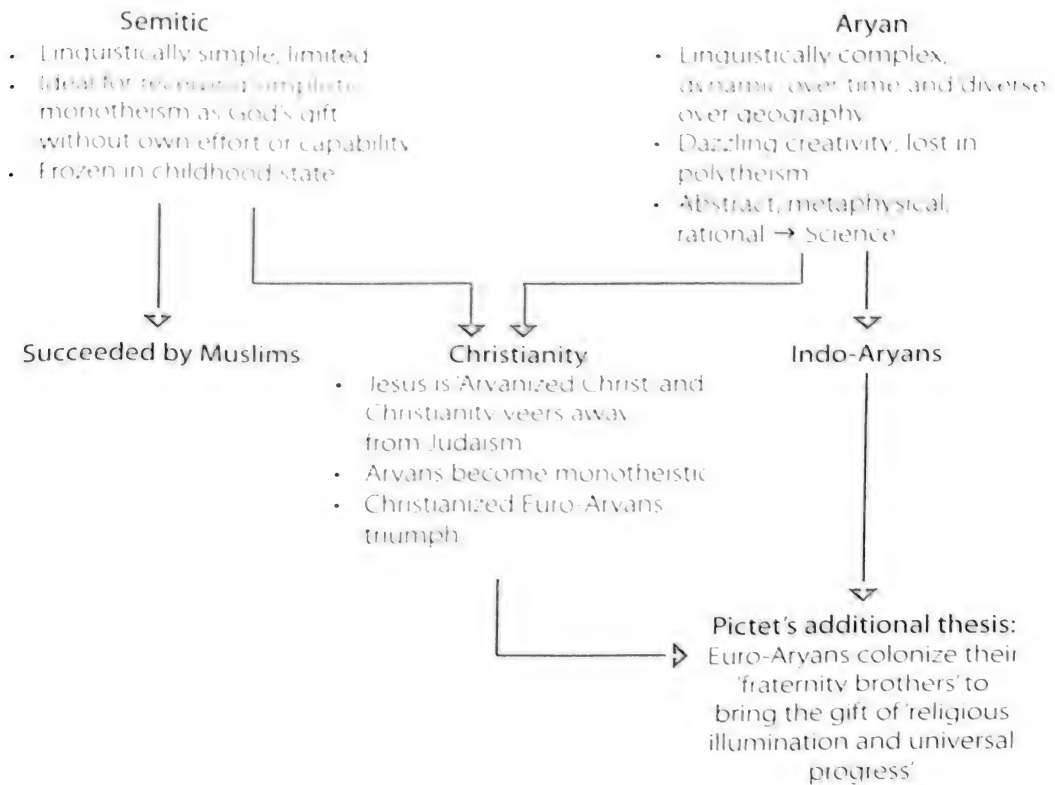 Semitic
• Linguistically simple, limited
• Ideal for receiving simplistic
monotheism as God's gift
without own effort or capability
• Frozen in childhood state
Aryan
• Linguistically complex,
dynamic over time and diverse
over geography
• Dazzling creativity, lost in
polytheism
• Abstract, metaphysical,
rational → Science
Succeeded by Muslims
Christianity
• Jesus is 'Aryanized Christ' and
Christianity veers away
from Judaism
• Aryans become monotheistic
• Christianized Euro-Aryans
triumph
Indo-Aryans
Pictet's additional thesis:
Euro-Aryans colonize their
'fraternity brothers' to
bring the gift of 'religious
illumination and universal
progress'